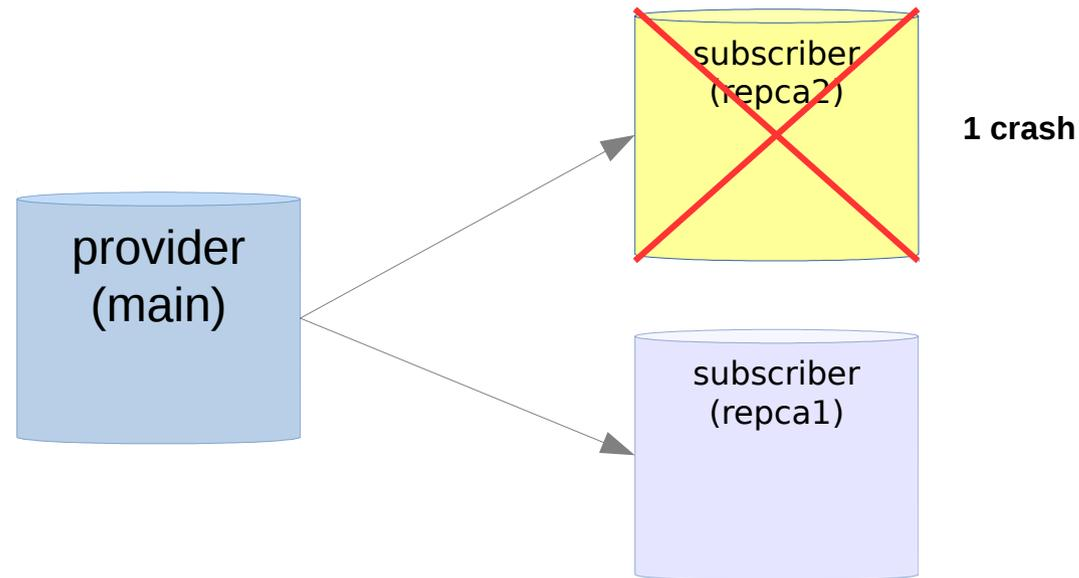 subscriber
(repca2)
1 crash
provider
(main)
subscriber
(repca1)